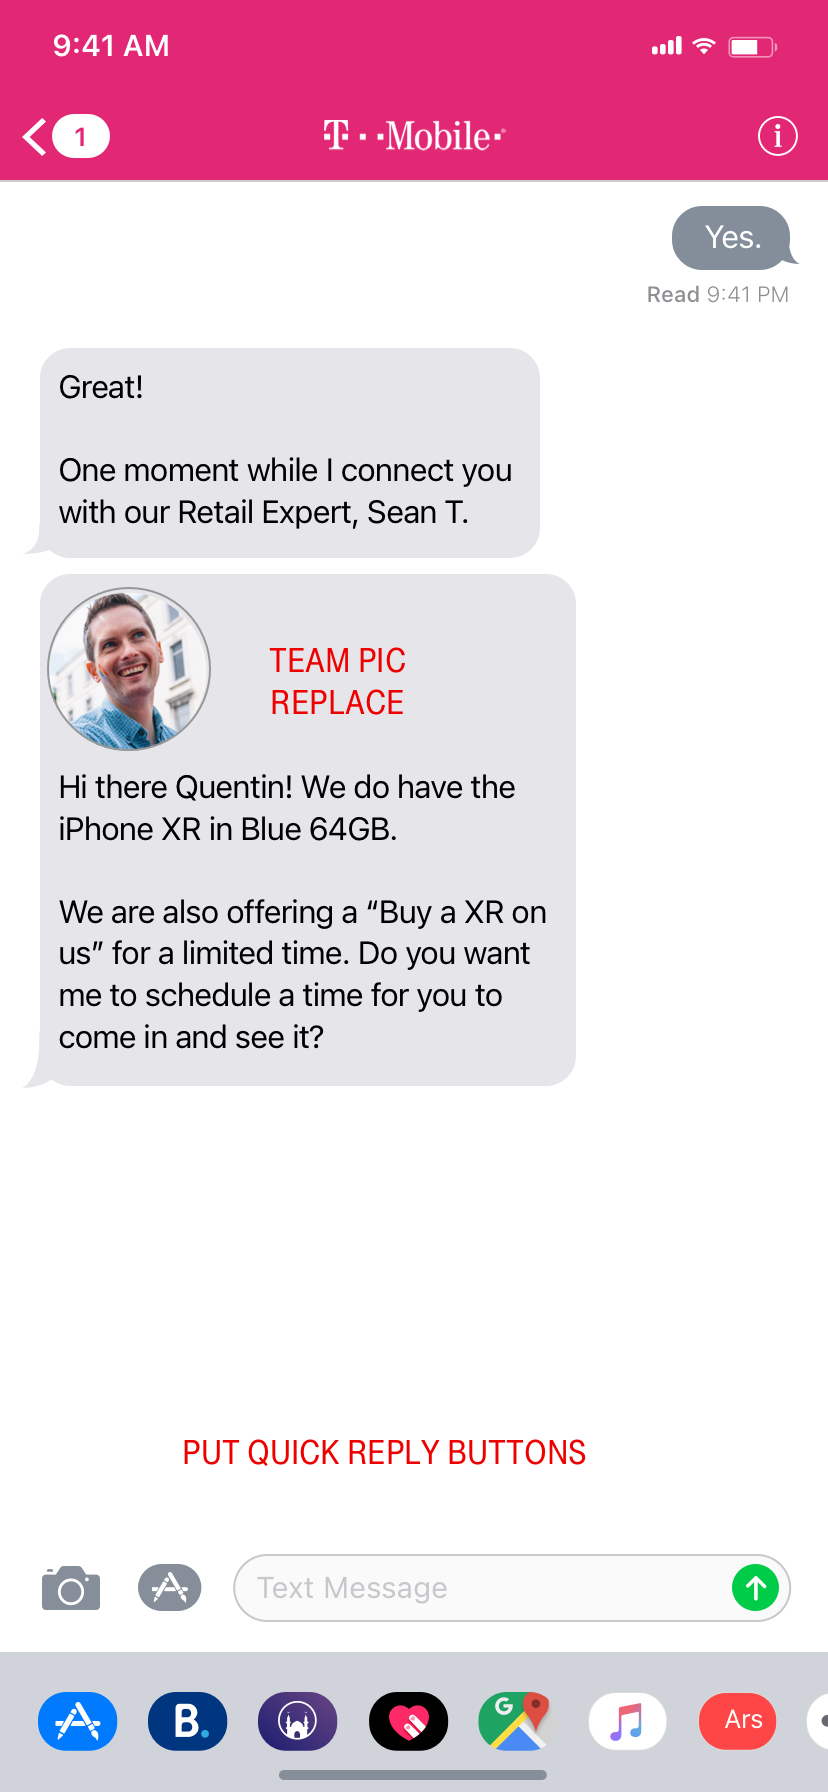 9:41 AM
1
T··Mobile·
Yes.
Read 9:41 PM
Great!
One moment while I connect you
with our Retail Expert, Sean T.
TEAM PIC
REPLACE
Hi there Quentin! We do have the
iPhone XR in Blue 64GB.
We are also offering a “Buy a XR on
us” for a limited time. Do you want
me to schedule a time for you to
come in and see it?
PUT QUICK REPLY BUTTONS
Text Message
B.
G
Ars